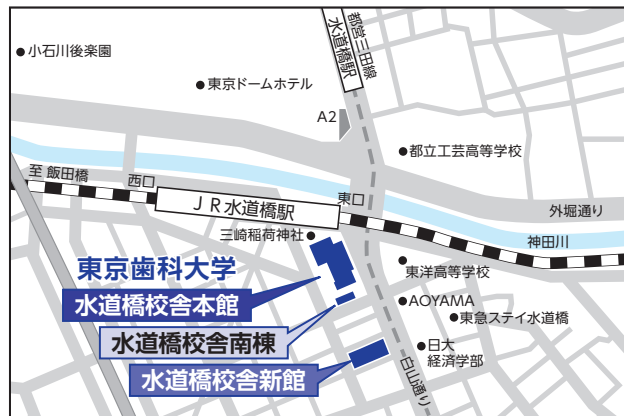 小石川後楽園
東京ドームホテル
都営三田線
水道橋駅
A2
都立工芸高等学校
至 飯田橋
西口
東口
JR水道橋駅
外堀通り
神田川
三崎稲荷神社
東京歯科大学
水道橋校舎本館
水道橋校舎南棟
水道橋校舎新館
東洋高等学校
AOYAMA
東急ステイ水道橋
日大
経済学部
白山通り